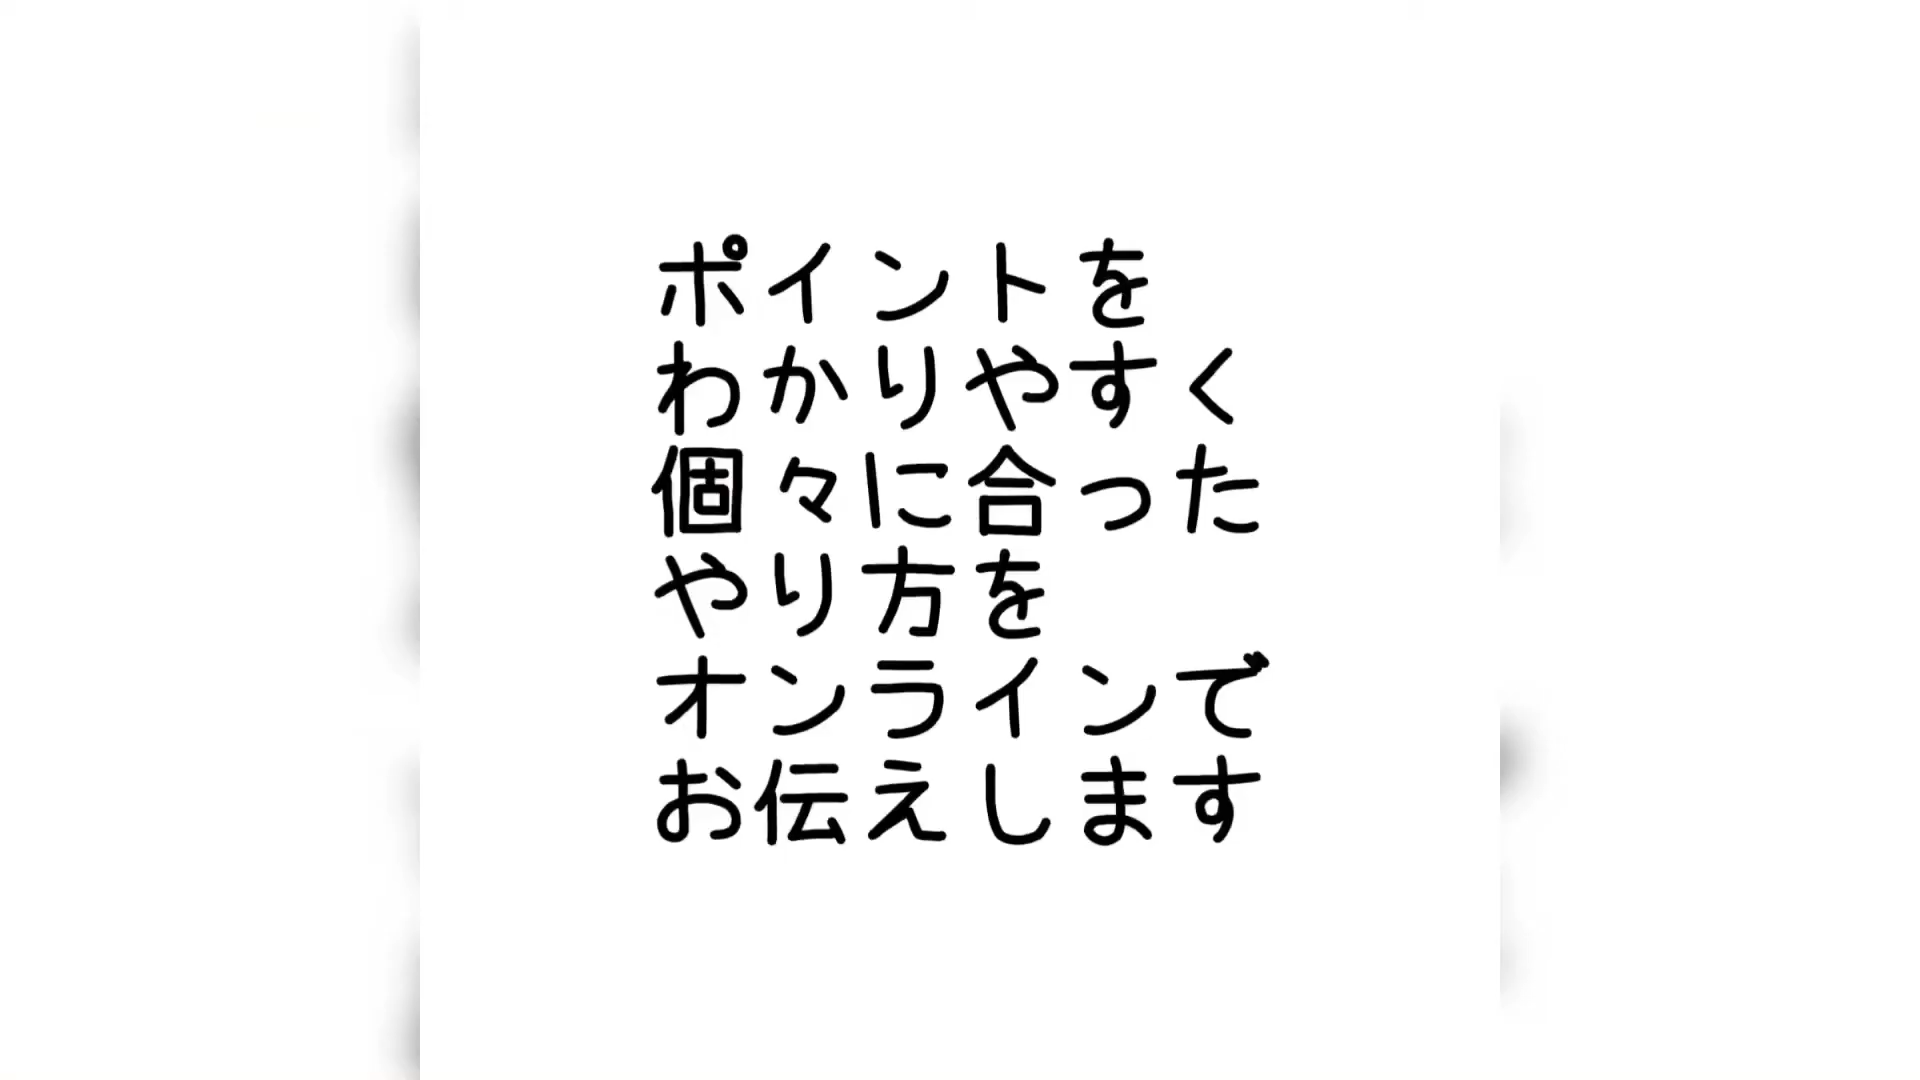 ポイントを
わかりやすく
個々に合った
やり方を
オンラインで
お伝えします